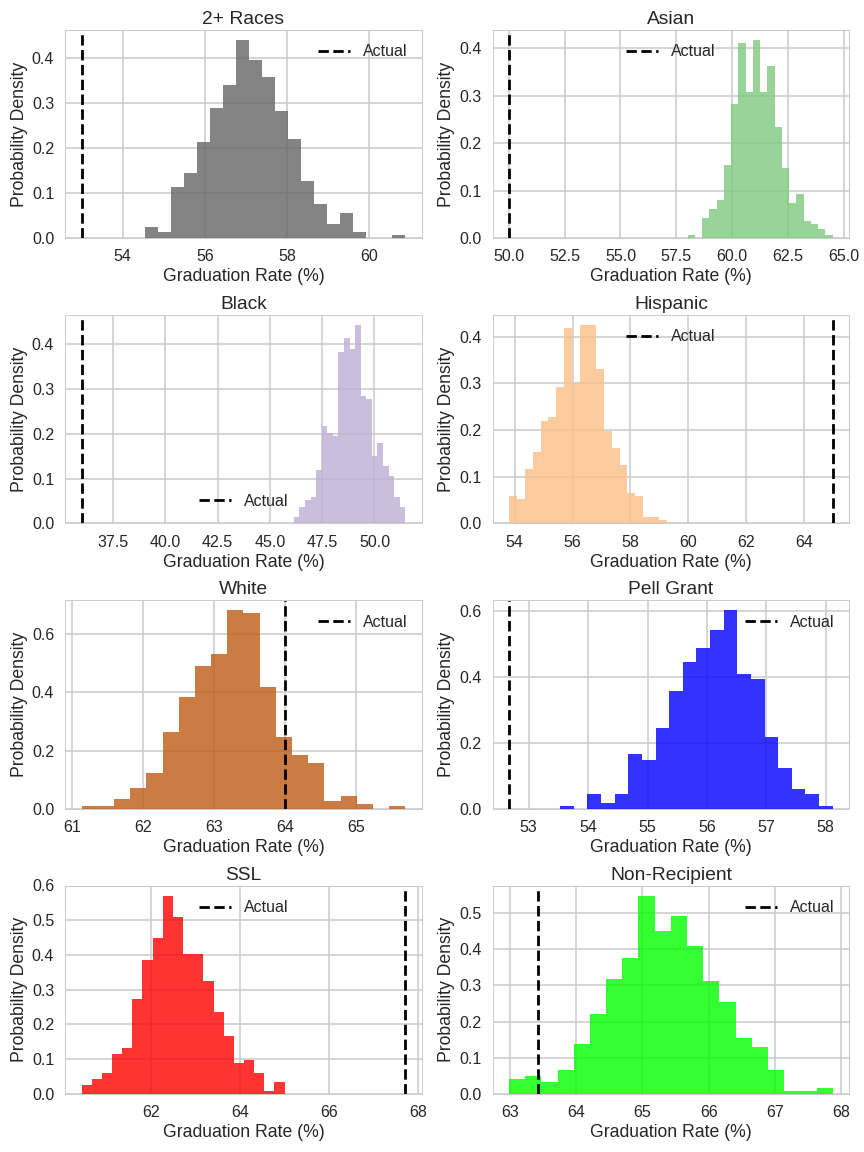 2+ Races
Actual
Probability Density
0.4
0.3
0.2
0.1
0.0
54 56 58 60
Graduation Rate (%)
Asian
Actual
Probability Density
0.4
0.3
0.2
0.1
0.0
50.0 52.5 55.0 57.5 60.0 62.5 65.0
Graduation Rate (%)
Black
Actual
Probability Density
0.4
0.3
0.2
0.1
0.0
37.5 40.0 42.5 45.0 47.5 50.0
Graduation Rate (%)
Hispanic
Actual
Probability Density
0.4
0.3
0.2
0.1
0.0
54 56 58 60 62 64
Graduation Rate (%)
White
Actual
Probability Density
0.6
0.4
0.2
0.0
61 62 63 64 65
Graduation Rate (%)
Pell Grant
Actual
Probability Density
0.6
0.4
0.2
0.0
53 54 55 56 57 58
Graduation Rate (%)
SSL
Actual
Probability Density
0.6
0.5
0.4
0.3
0.2
0.1
0.0
62 64 66 68
Graduation Rate (%)
Non-Recipient
Actual
Probability Density
0.5
0.4
0.3
0.2
0.1
0.0
63 64 65 66 67 68
Graduation Rate (%)